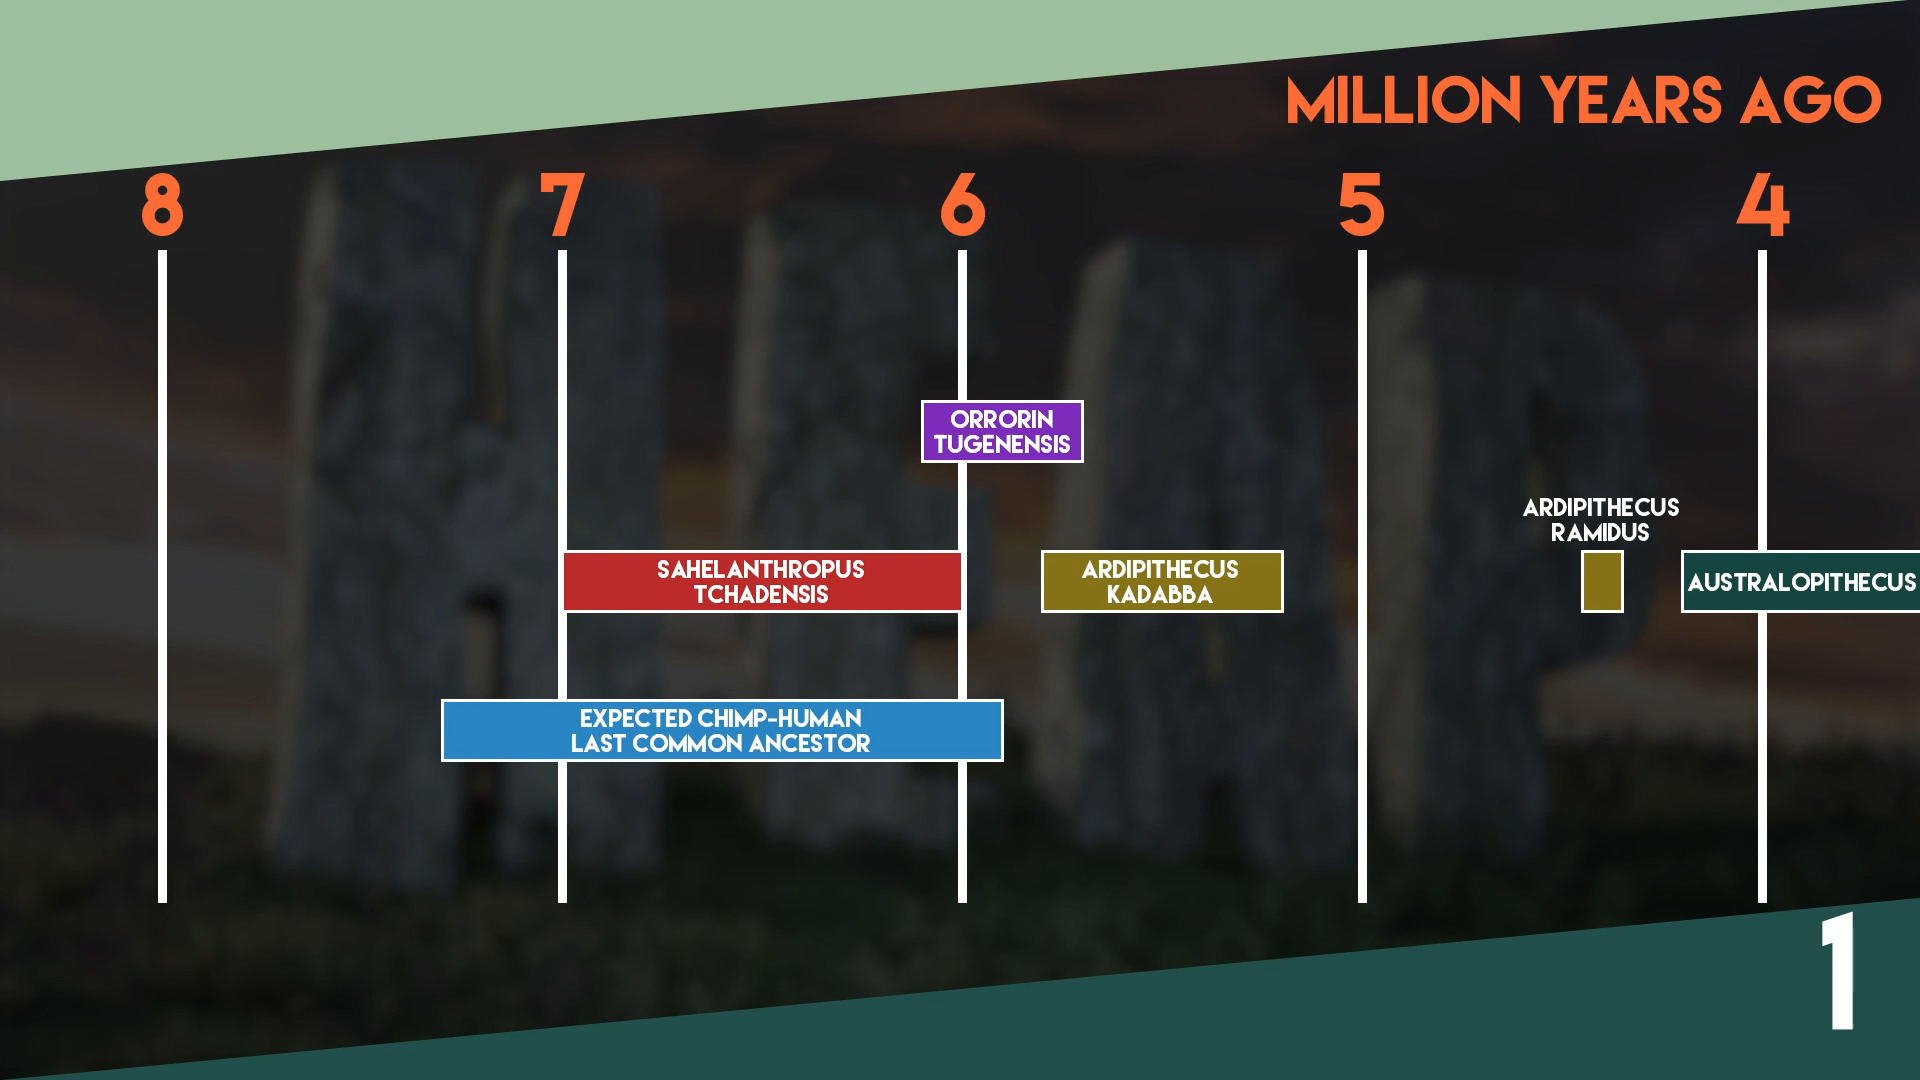 MILLION YEARS AGO
8 7 6 5 4
ORRORIN
TUGENENSIS
ARDIPITHECUS
RAMIDUS
SAHELANTHROPUS
TCHADENSIS
ARDIPITHECUS
KADABBA
AUSTRALOPITHECUS
EXPECTED CHIMP-HUMAN
LAST COMMON ANCESTOR
1